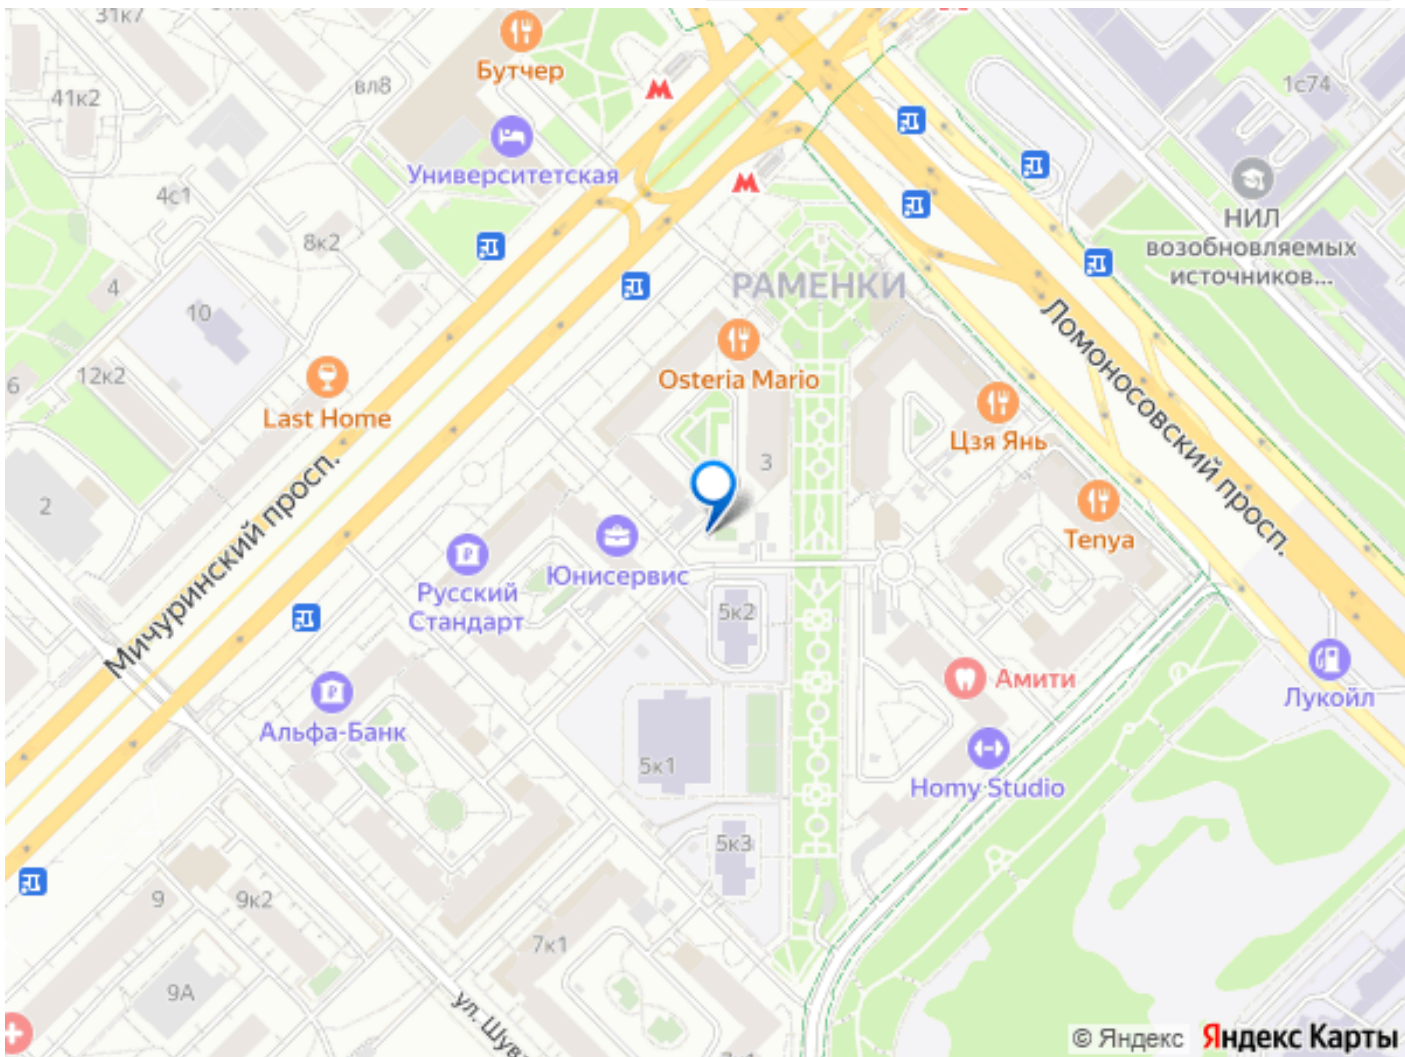 31к7
Бутчер
41к2
вл8
1с74
Университетская
4с1
8к2
НИЛ
возобновляемых
источников...
РАМЕНКИ
4
10
Osteria Mario
Ломоносовский просп.
6
12к2
Last Home
Цзя Янь
3
2
Мичуринский просп.
Tenya
Юнисервис
Русский
Стандарт
5к2
Амити
Лукойл
Альфа-Банк
5к1
Homy Studio
5к3
9
9к2
7к1
9А
ул. Шув
© Яндекс Яндекс Карты